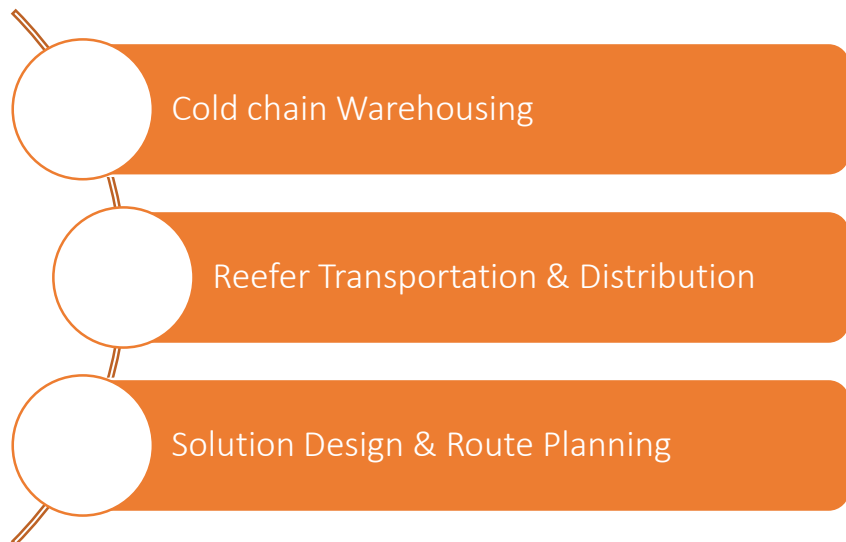 Cold chain Warehousing
Reefer Transportation & Distribution
Solution Design & Route Planning